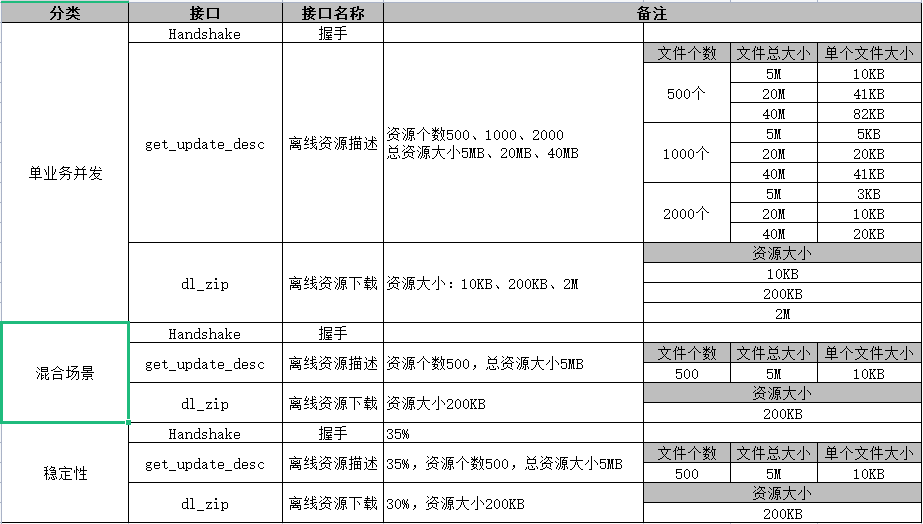 分类 接口 接口名称 备注
单业务并发
Handshake 握手
get_update_desc 离线资源描述 资源个数500、1000、2000
总资源大小5MB、20MB、40MB
文件个数 文件总大小 单个文件大小
500个
5M 10KB
20M 41KB
40M 82KB
1000个
5M 5KB
20M 20KB
40M 41KB
2000个
5M 3KB
20M 10KB
40M 20KB
dl_zip 离线资源下载 资源大小：10KB、200KB、2M
资源大小
10KB
200KB
2M
混合场景
Handshake 握手
get_update_desc 离线资源描述 资源个数500，总资源大小5MB
文件个数 文件总大小 单个文件大小
500 5M 10KB
dl_zip 离线资源下载 资源大小200KB
资源大小
200KB
稳定性
Handshake 握手 35%
get_update_desc 离线资源描述 35%，资源个数500，总资源大小5MB
文件个数 文件总大小 单个文件大小
500 5M 10KB
dl_zip 离线资源下载 30%，资源大小200KB
资源大小
200KB